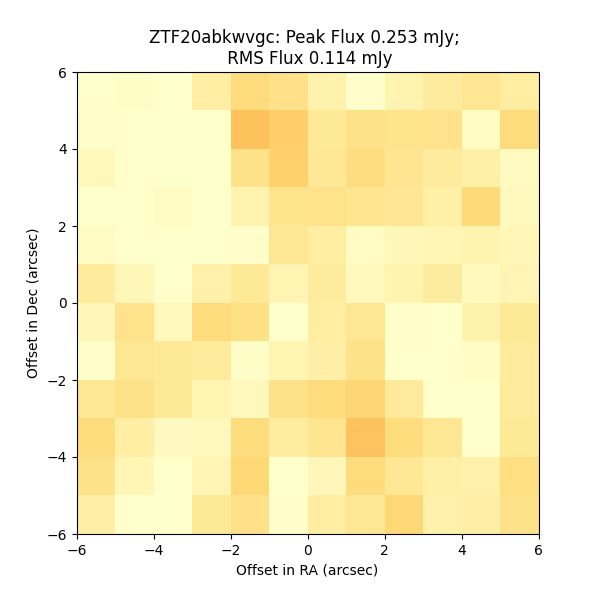 ZTF20abkwvgc: Peak Flux 0.253 mJy;
RMS Flux 0.114 mJy
6
4
2
0
−2
−4
−6
Offset in Dec (arcsec)
−6 −4 −2 0 2 4 6
Offset in RA (arcsec)